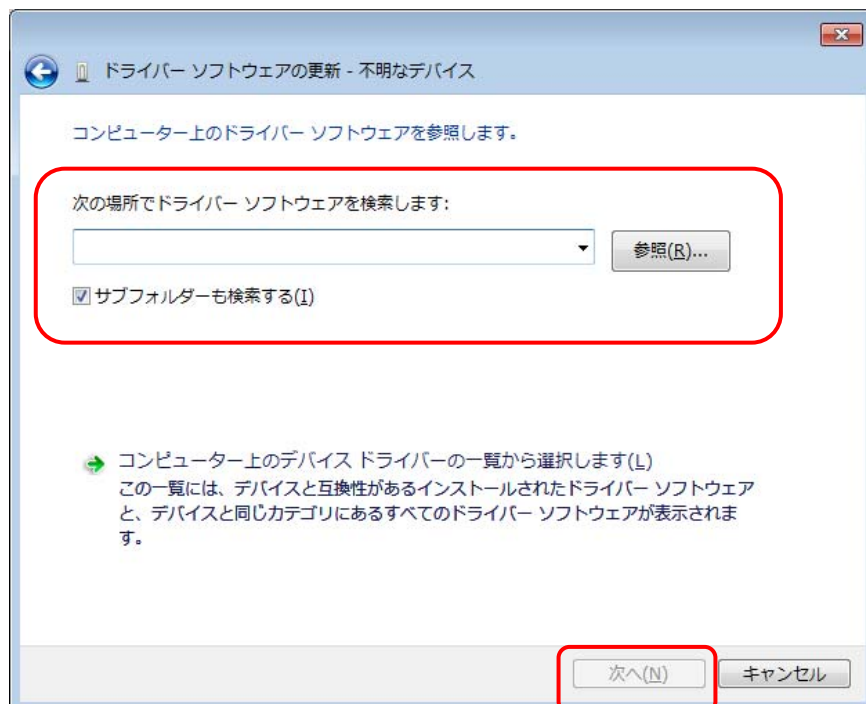 ドライバー ソフトウェアの更新 - 不明なデバイス
コンピューター上のドライバー ソフトウェアを参照します。
次の場所でドライバー ソフトウェアを検索します:
参照(R)...
サブフォルダーも検索する(I)
コンピューター上のデバイス ドライバーの一覧から選択します(L)
この一覧には、デバイスと互換性があるインストールされたドライバー ソフトウェア
と、デバイスと同じカテゴリにあるすべてのドライバー ソフトウェアが表示されま
す。
次へ(N) キャンセル